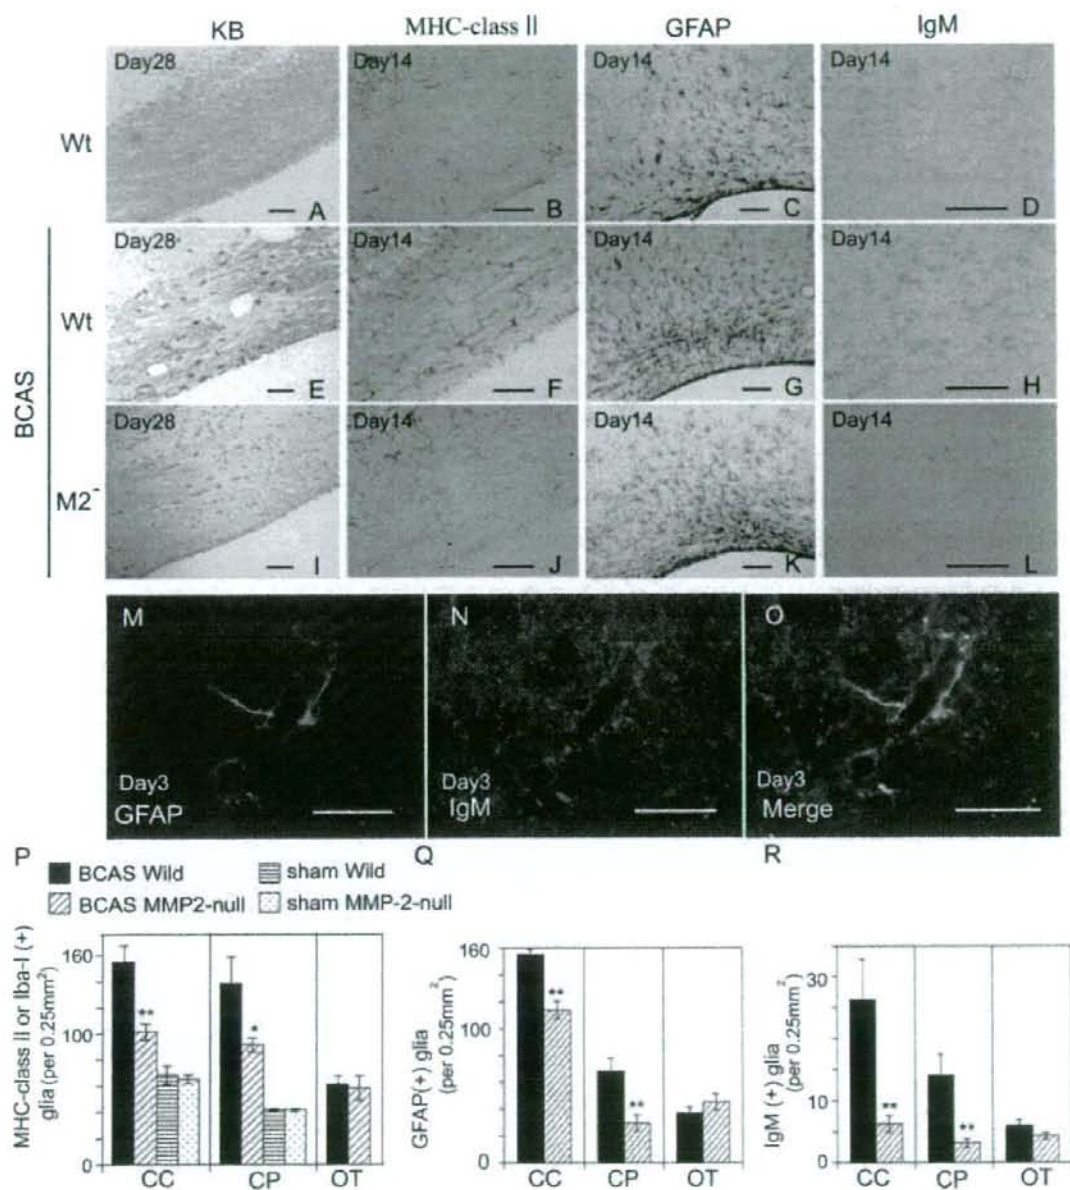 KB MHC-class II GFAP IgM
Wt Day28 Day14 Day14 Day14
A B C D
BCAS
Wt Day28 Day14 Day14 Day14
E F G H
M2- Day28 Day14 Day14 Day14
I J K L
M N O
Day3 Day3 Day3
GFAP IgM Merge
P Q R
BCAS Wild sham Wild
BCAS MMP2-null sham MMP-2-null
MHC-class II or Iba-I (+)
glia (per 0.25mm2)
160
100
0
** *
CC CP OT
GFAP(+) glia
(per 0.25mm2)
160
100
0
** **
CC CP OT
IgM (+) glia
(per 0.25mm2)
30
10
0
** **
CC CP OT